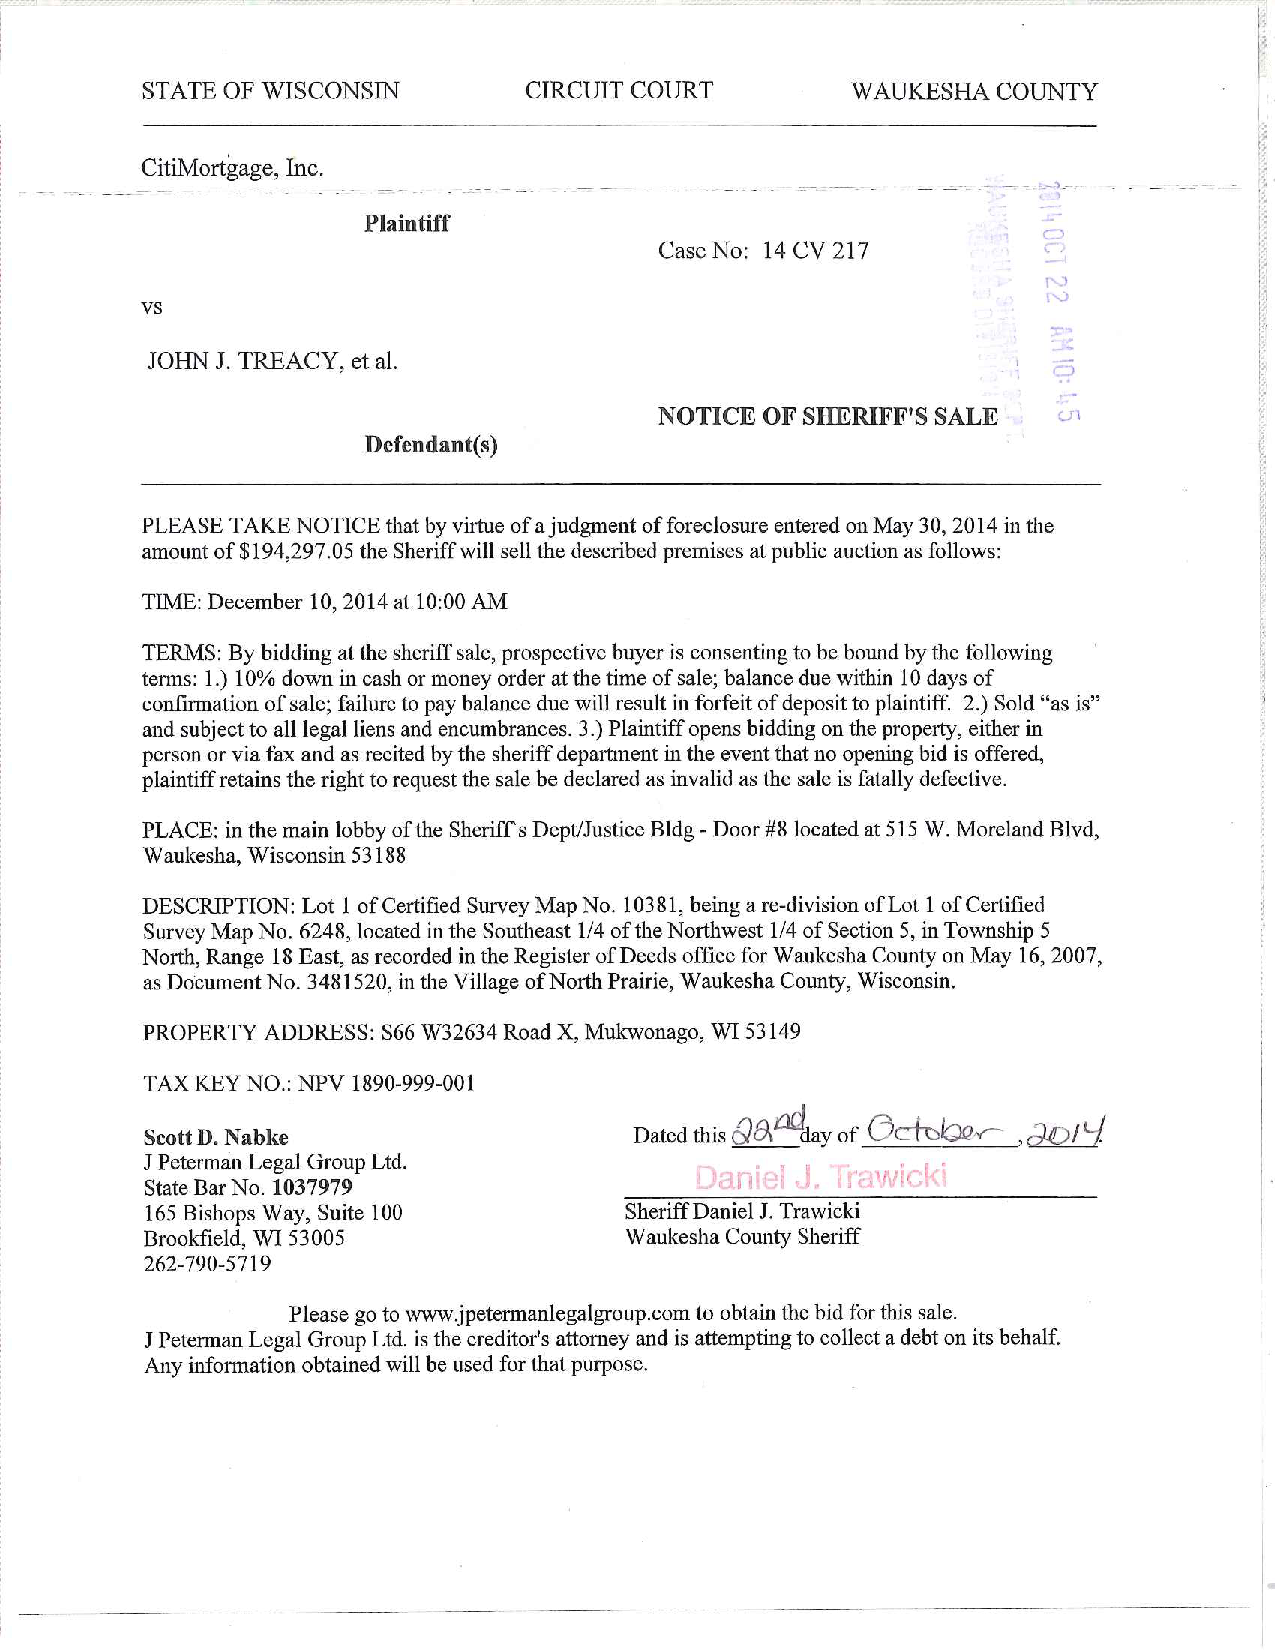 STATE OF WISCONSIN CIRCUIT COURT WAUKESHA COUNTY
CitiMortgage, Inc.
Plaintiff
Case No: 14 CV 217
vs
JOHN J. TREACY, et al.
NOTICE OF SHERIFF'S SALE
Defendant(s)
2014 OCT 22 AM 10:45
PLEASE TAKE NOTICE that by virtue of a judgment of foreclosure entered on May 30, 2014 in the
amount of $194,297.05 the Sheriff will sell the described premises at public auction as follows:
TIME: December 10, 2014 at 10:00 AM
TERMS: By bidding at the sheriff sale, prospective buyer is consenting to be bound by the following
terms: 1.) 10% down in cash or money order at the time of sale; balance due within 10 days of
confirmation of sale; failure to pay balance due will result in forfeit of deposit to plaintiff. 2.) Sold “as is”
and subject to all legal liens and encumbrances. 3.) Plaintiff opens bidding on the property, either in
person or via fax and as recited by the sheriff department in the event that no opening bid is offered,
plaintiff retains the right to request the sale be declared as invalid as the sale is fatally defective.
PLACE: in the main lobby of the Sheriff's Dept/Justice Bldg - Door #8 located at 515 W. Moreland Blvd,
Waukesha, Wisconsin 53188
DESCRIPTION: Lot 1 of Certified Survey Map No. 10381, being a re-division of Lot 1 of Certified
Survey Map No. 6248, located in the Southeast 1/4 of the Northwest 1/4 of Section 5, in Township 5
North, Range 18 East, as recorded in the Register of Deeds office for Waukesha County on May 16, 2007,
as Document No. 3481520, in the Village of North Prairie, Waukesha County, Wisconsin.
PROPERTY ADDRESS: S66 W32634 Road X, Mukwonago, WI 53149
TAX KEY NO.: NPV 1890-999-001
Scott D. Nabke
J Peterman Legal Group Ltd.
State Bar No. 1037979
165 Bishops Way, Suite 100
Brookfield, WI 53005
262-790-5719
Dated this 22nd day of October, 2014
Daniel J. Trawicki
Sheriff Daniel J. Trawicki
Waukesha County Sheriff
Please go to www.jpetermanlegalgroup.com to obtain the bid for this sale.
J Peterman Legal Group Ltd. is the creditor's attorney and is attempting to collect a debt on its behalf.
Any information obtained will be used for that purpose.